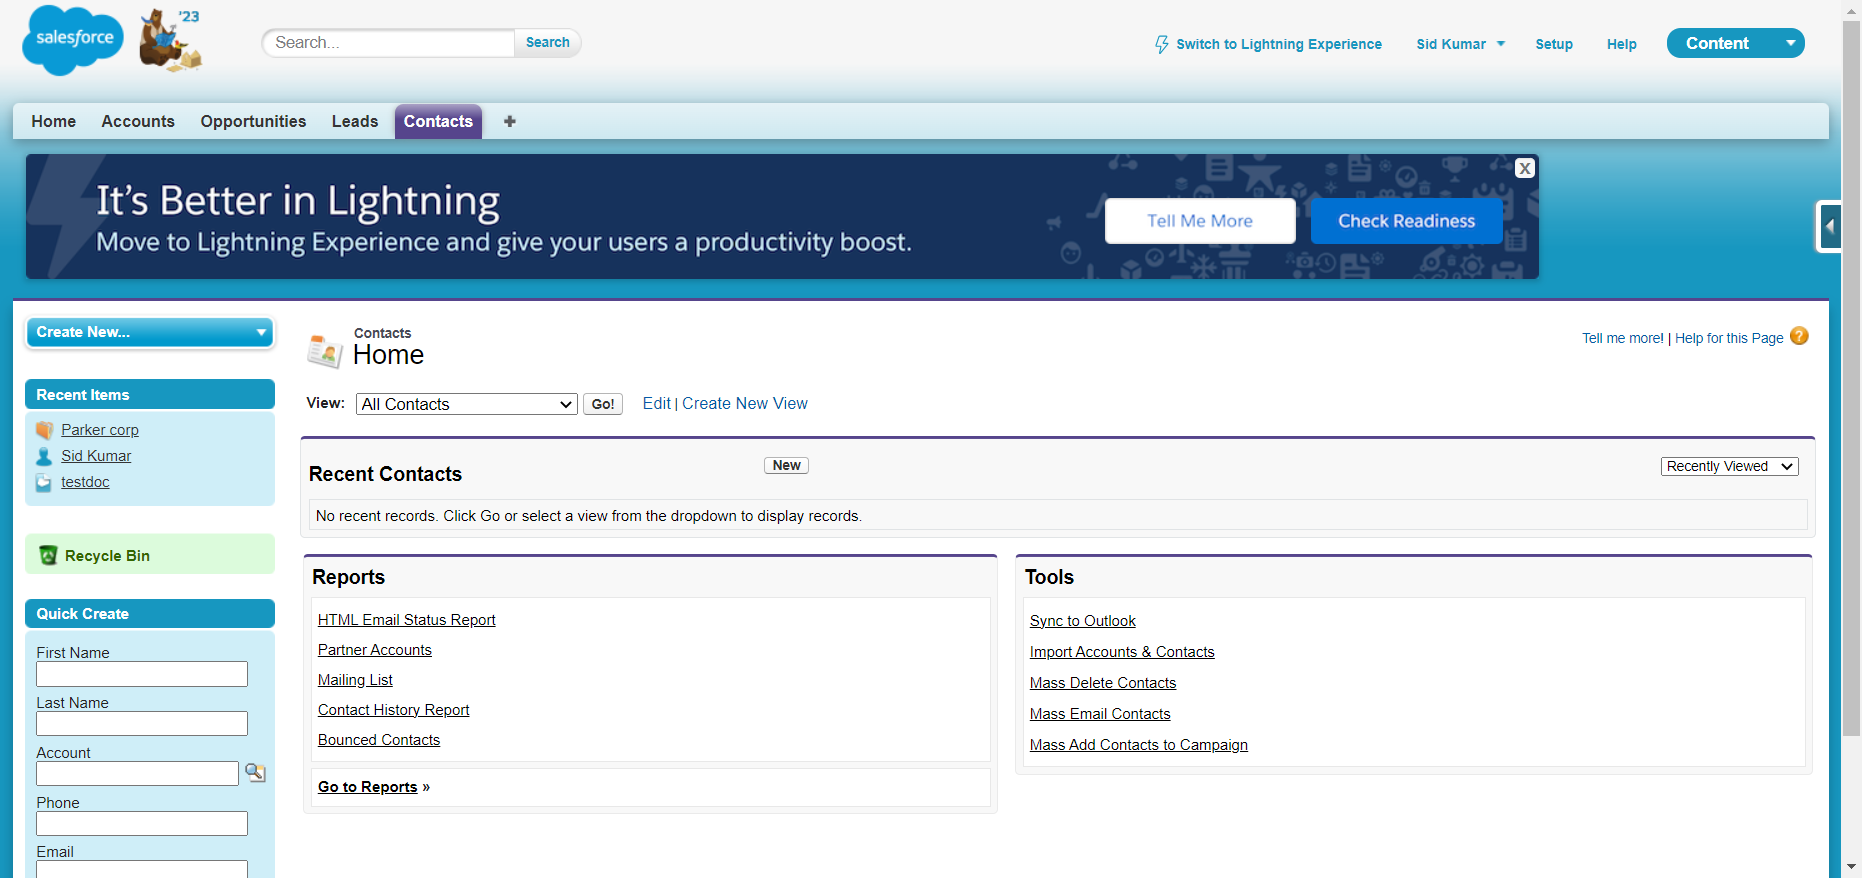 salesforce
'23
Search...
Search
Switch to Lightning Experience
Sid Kumar
Setup
Help
Content
Home
Accounts
Opportunities
Leads
Contacts
+
It's Better in Lightning
Move to Lightning Experience and give your users a productivity boost.
Tell Me More
Check Readiness
X
Create New...
Recent Items
Parker corp
Sid Kumar
testdoc
Recycle Bin
Quick Create
First Name
Last Name
Account
Phone
Email
Contacts
Home
Tell me more! | Help for this Page
?
View:
All Contacts
Go!
Edit | Create New View
Recent Contacts
New
Recently Viewed
No recent records. Click Go or select a view from the dropdown to display records.
Reports
HTML Email Status Report
Partner Accounts
Mailing List
Contact History Report
Bounced Contacts
Go to Reports »
Tools
Sync to Outlook
Import Accounts & Contacts
Mass Delete Contacts
Mass Email Contacts
Mass Add Contacts to Campaign